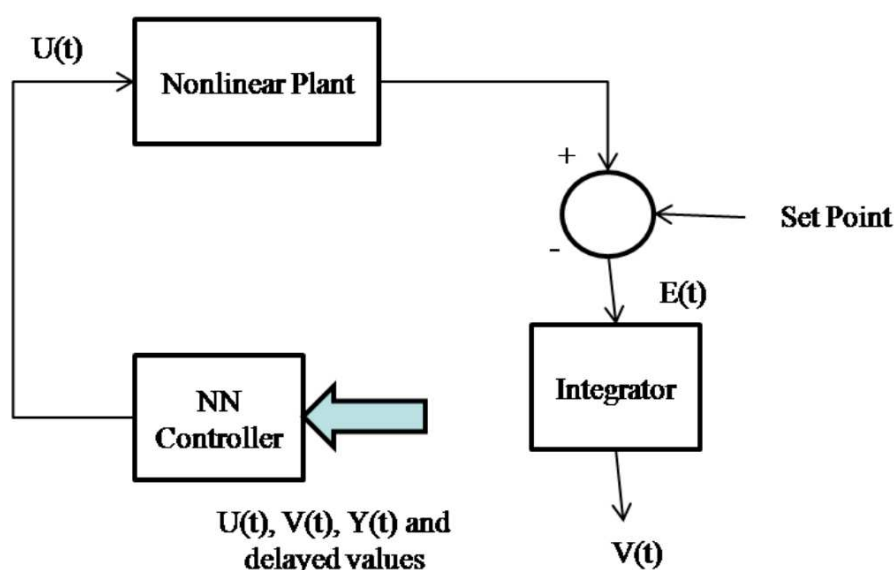 U(t)
Nonlinear Plant
+
-
Set Point
E(t)
NN
Controller
Integrator
U(t), V(t), Y(t) and
delayed values
V(t)